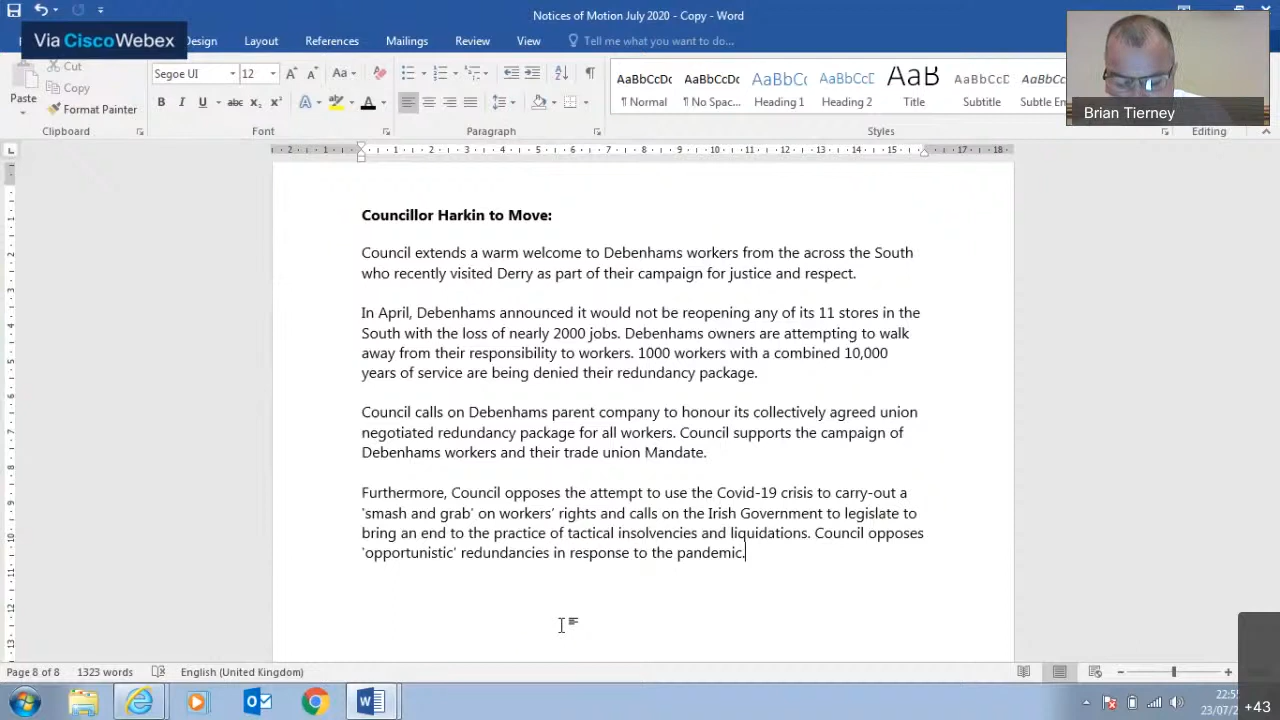 Notices of Motion July 2020 - Copy - Word
Via CiscoWebex
Design Layout References Mailings Review View Tell me what you want to do...
Cut
Copy
Paste Format Painter
Segoe UI 12
AaBbCcDc AaBbCcDc AaBbC AaBbCcD AaB AaBbCcD
¶ Normal ¶ No Spac... Heading 1 Heading 2 Title Subtitle Subtle En
Clipboard Font Paragraph Styles Editing
Brian Tierney
Councillor Harkin to Move:
Council extends a warm welcome to Debenhams workers from the across the South
who recently visited Derry as part of their campaign for justice and respect.
In April, Debenhams announced it would not be reopening any of its 11 stores in the
South with the loss of nearly 2000 jobs. Debenhams owners are attempting to walk
away from their responsibility to workers. 1000 workers with a combined 10,000
years of service are being denied their redundancy package.
Council calls on Debenhams parent company to honour its collectively agreed union
negotiated redundancy package for all workers. Council supports the campaign of
Debenhams workers and their trade union Mandate.
Furthermore, Council opposes the attempt to use the Covid-19 crisis to carry-out a
'smash and grab' on workers' rights and calls on the Irish Government to legislate to
bring an end to the practice of tactical insolvencies and liquidations. Council opposes
'opportunistic' redundancies in response to the pandemic.
Page 8 of 8 1323 words English (United Kingdom)
22:5
23/07/2
+43